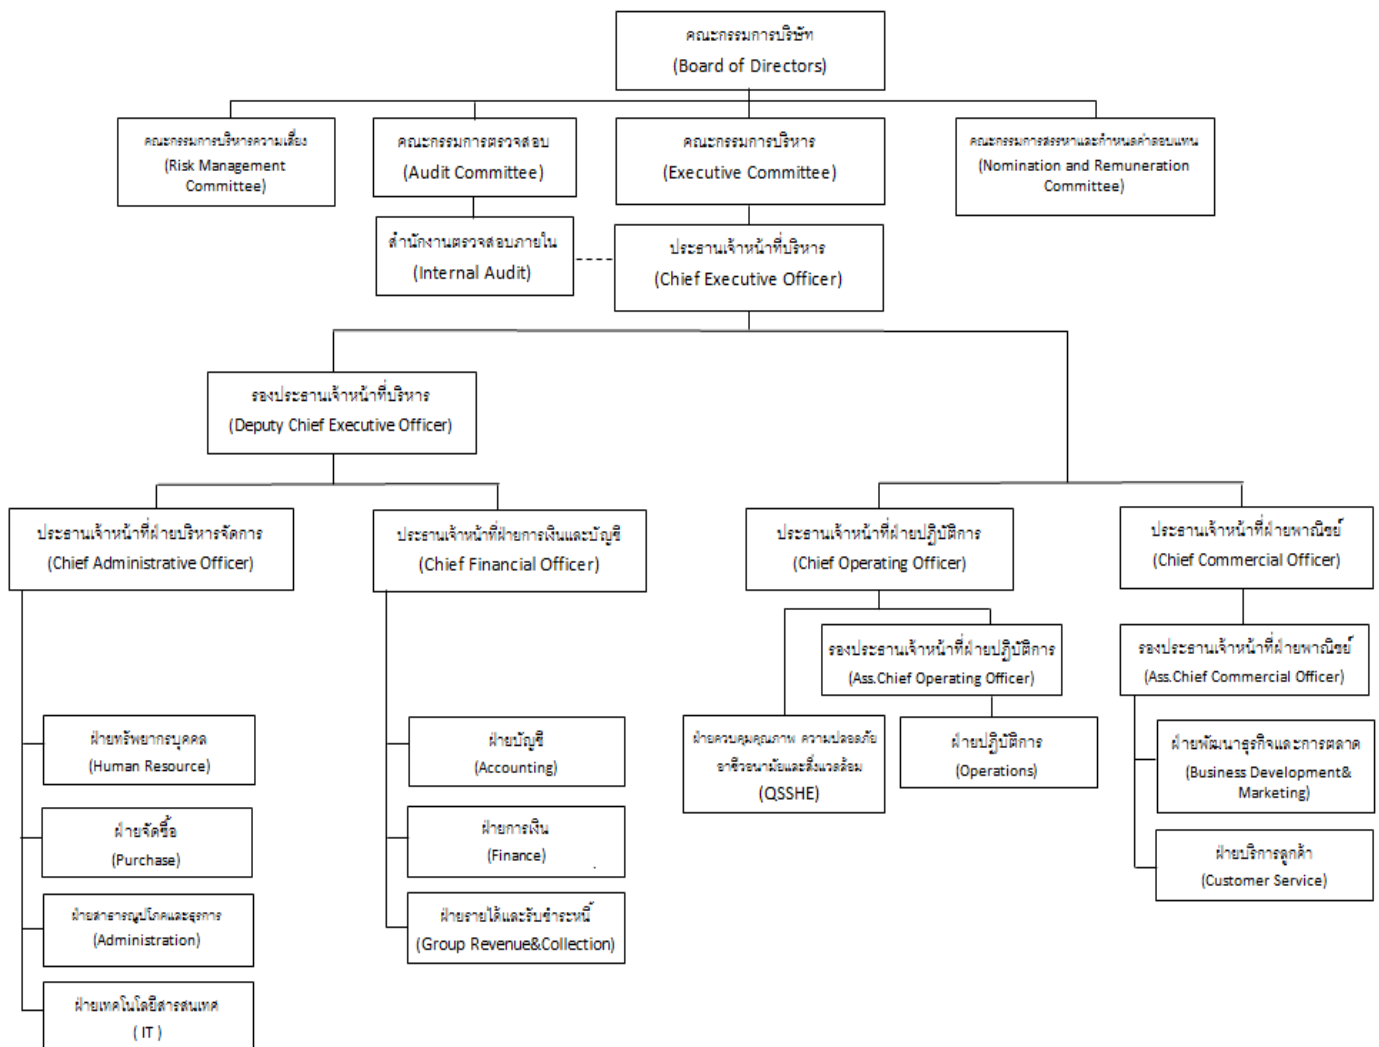 คณะกรรมการบริษัท
(Board of Directors)
คณะกรรมการบริหารความเสี่ยง
(Risk Management
Committee)
คณะกรรมการตรวจสอบ
(Audit Committee)
คณะกรรมการบริหาร
(Executive Committee)
คณะกรรมการสรรหาและกำหนดค่าตอบแทน
(Nomination and Remuneration
Committee)
สำนักงานตรวจสอบภายใน
(Internal Audit)
ประธานเจ้าหน้าที่บริหาร
(Chief Executive Officer)
รองประธานเจ้าหน้าที่บริหาร
(Deputy Chief Executive Officer)
ประธานเจ้าหน้าที่ฝ่ายบริหารจัดการ
(Chief Administrative Officer)
ประธานเจ้าหน้าที่ฝ่ายการเงินและบัญชี
(Chief Financial Officer)
ประธานเจ้าหน้าที่ฝ่ายปฏิบัติการ
(Chief Operating Officer)
ประธานเจ้าหน้าที่ฝ่ายพาณิชย์
(Chief Commercial Officer)
รองประธานเจ้าหน้าที่ฝ่ายปฏิบัติการ
(Ass.Chief Operating Officer)
รองประธานเจ้าหน้าที่ฝ่ายพาณิชย์
(Ass.Chief Commercial Officer)
ฝ่ายทรัพยากรบุคคล
(Human Resource)
ฝ่ายบัญชี
(Accounting)
ฝ่ายควบคุมคุณภาพ ความปลอดภัย
อาชีวอนามัยและสิ่งแวดล้อม
(QSSHE)
ฝ่ายปฏิบัติการ
(Operations)
ฝ่ายพัฒนาธุรกิจและการตลาด
(Business Development&
Marketing)
ฝ่ายจัดซื้อ
(Purchase)
ฝ่ายการเงิน
(Finance)
ฝ่ายบริการลูกค้า
(Customer Service)
ฝ่ายสาธารณูปโภคและธุรการ
(Administration)
ฝ่ายรายได้และรับชำระหนี้
(Group Revenue&Collection)
ฝ่ายเทคโนโลยีสารสนเทศ
( IT )